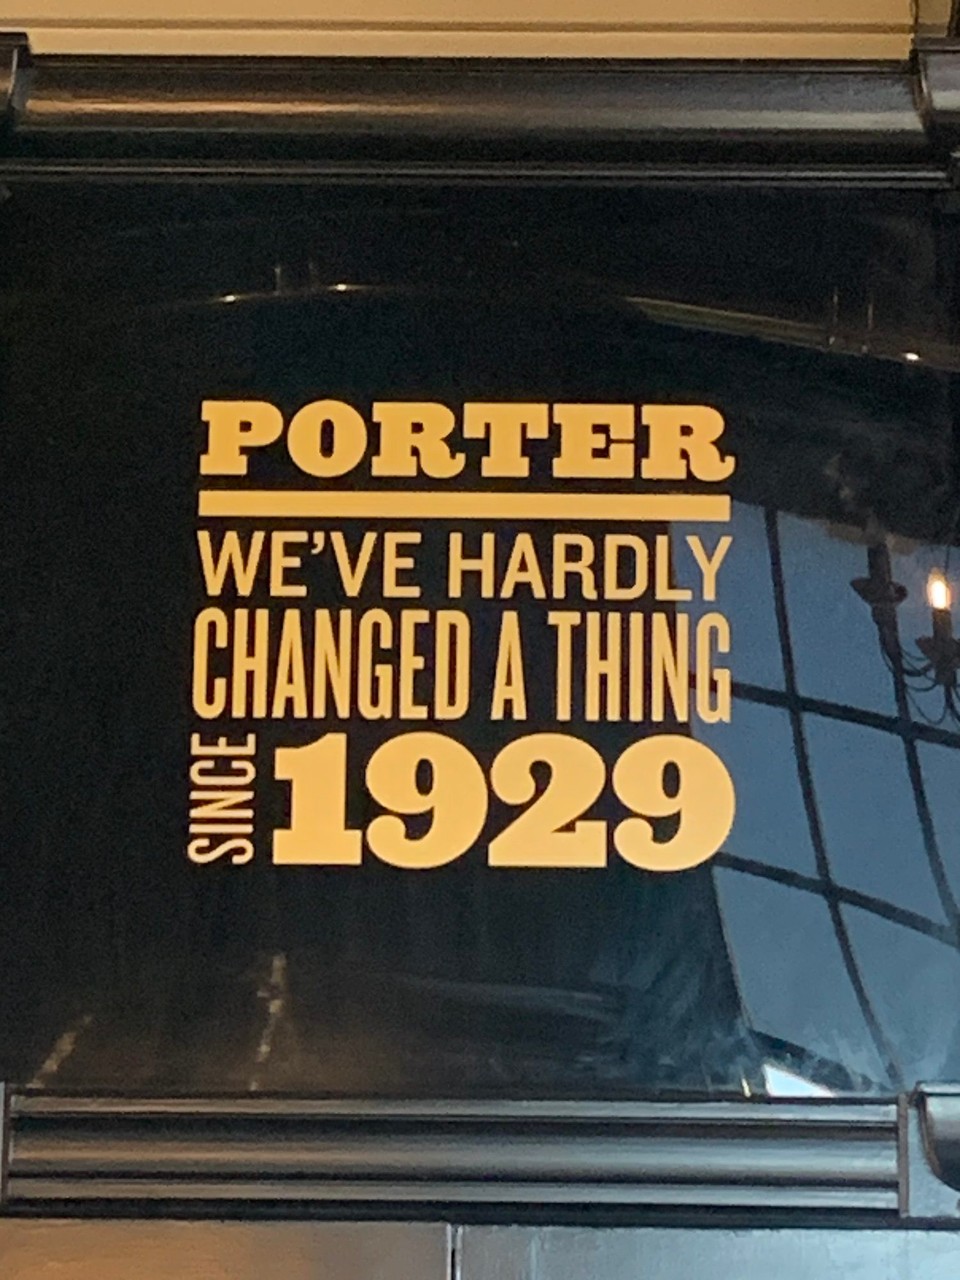 PORTER
WE'VE HARDLY
CHANGED A THING
SINCE 1929